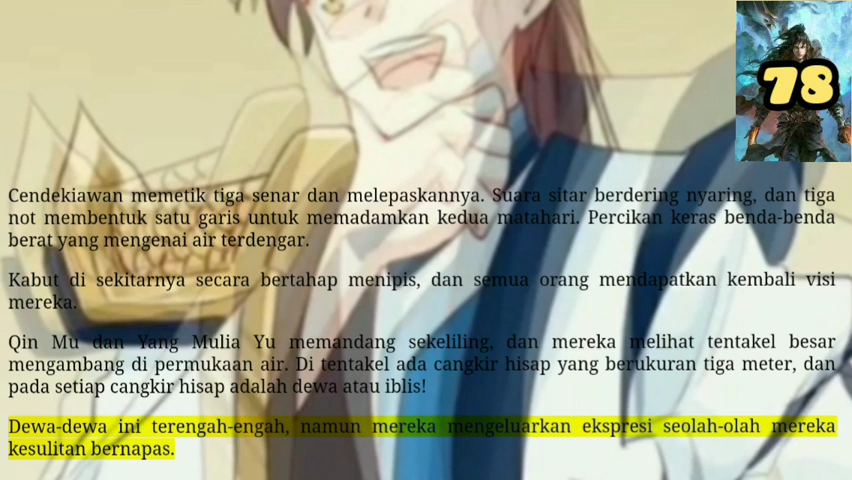 78
Cendekiawan memetik tiga senar dan melepaskannya. Suara sitar berdering nyaring, dan tiga
not membentuk satu garis untuk memadamkan kedua matahari. Percikan keras benda-benda
berat yang mengenai air terdengar.
Kabut di sekitarnya secara bertahap menipis, dan semua orang mendapatkan kembali visi
mereka.
Qin Mu dan Yang Mulia Yu memandang sekeliling, dan mereka melihat tentakel besar
mengambang di permukaan air. Di tentakel ada cangkir hisap yang berukuran tiga meter, dan
pada setiap cangkir hisap adalah dewa atau iblis!
Dewa-dewa ini terengah-engah, namun mereka mengeluarkan ekspresi seolah-olah mereka
kesulitan bernapas.